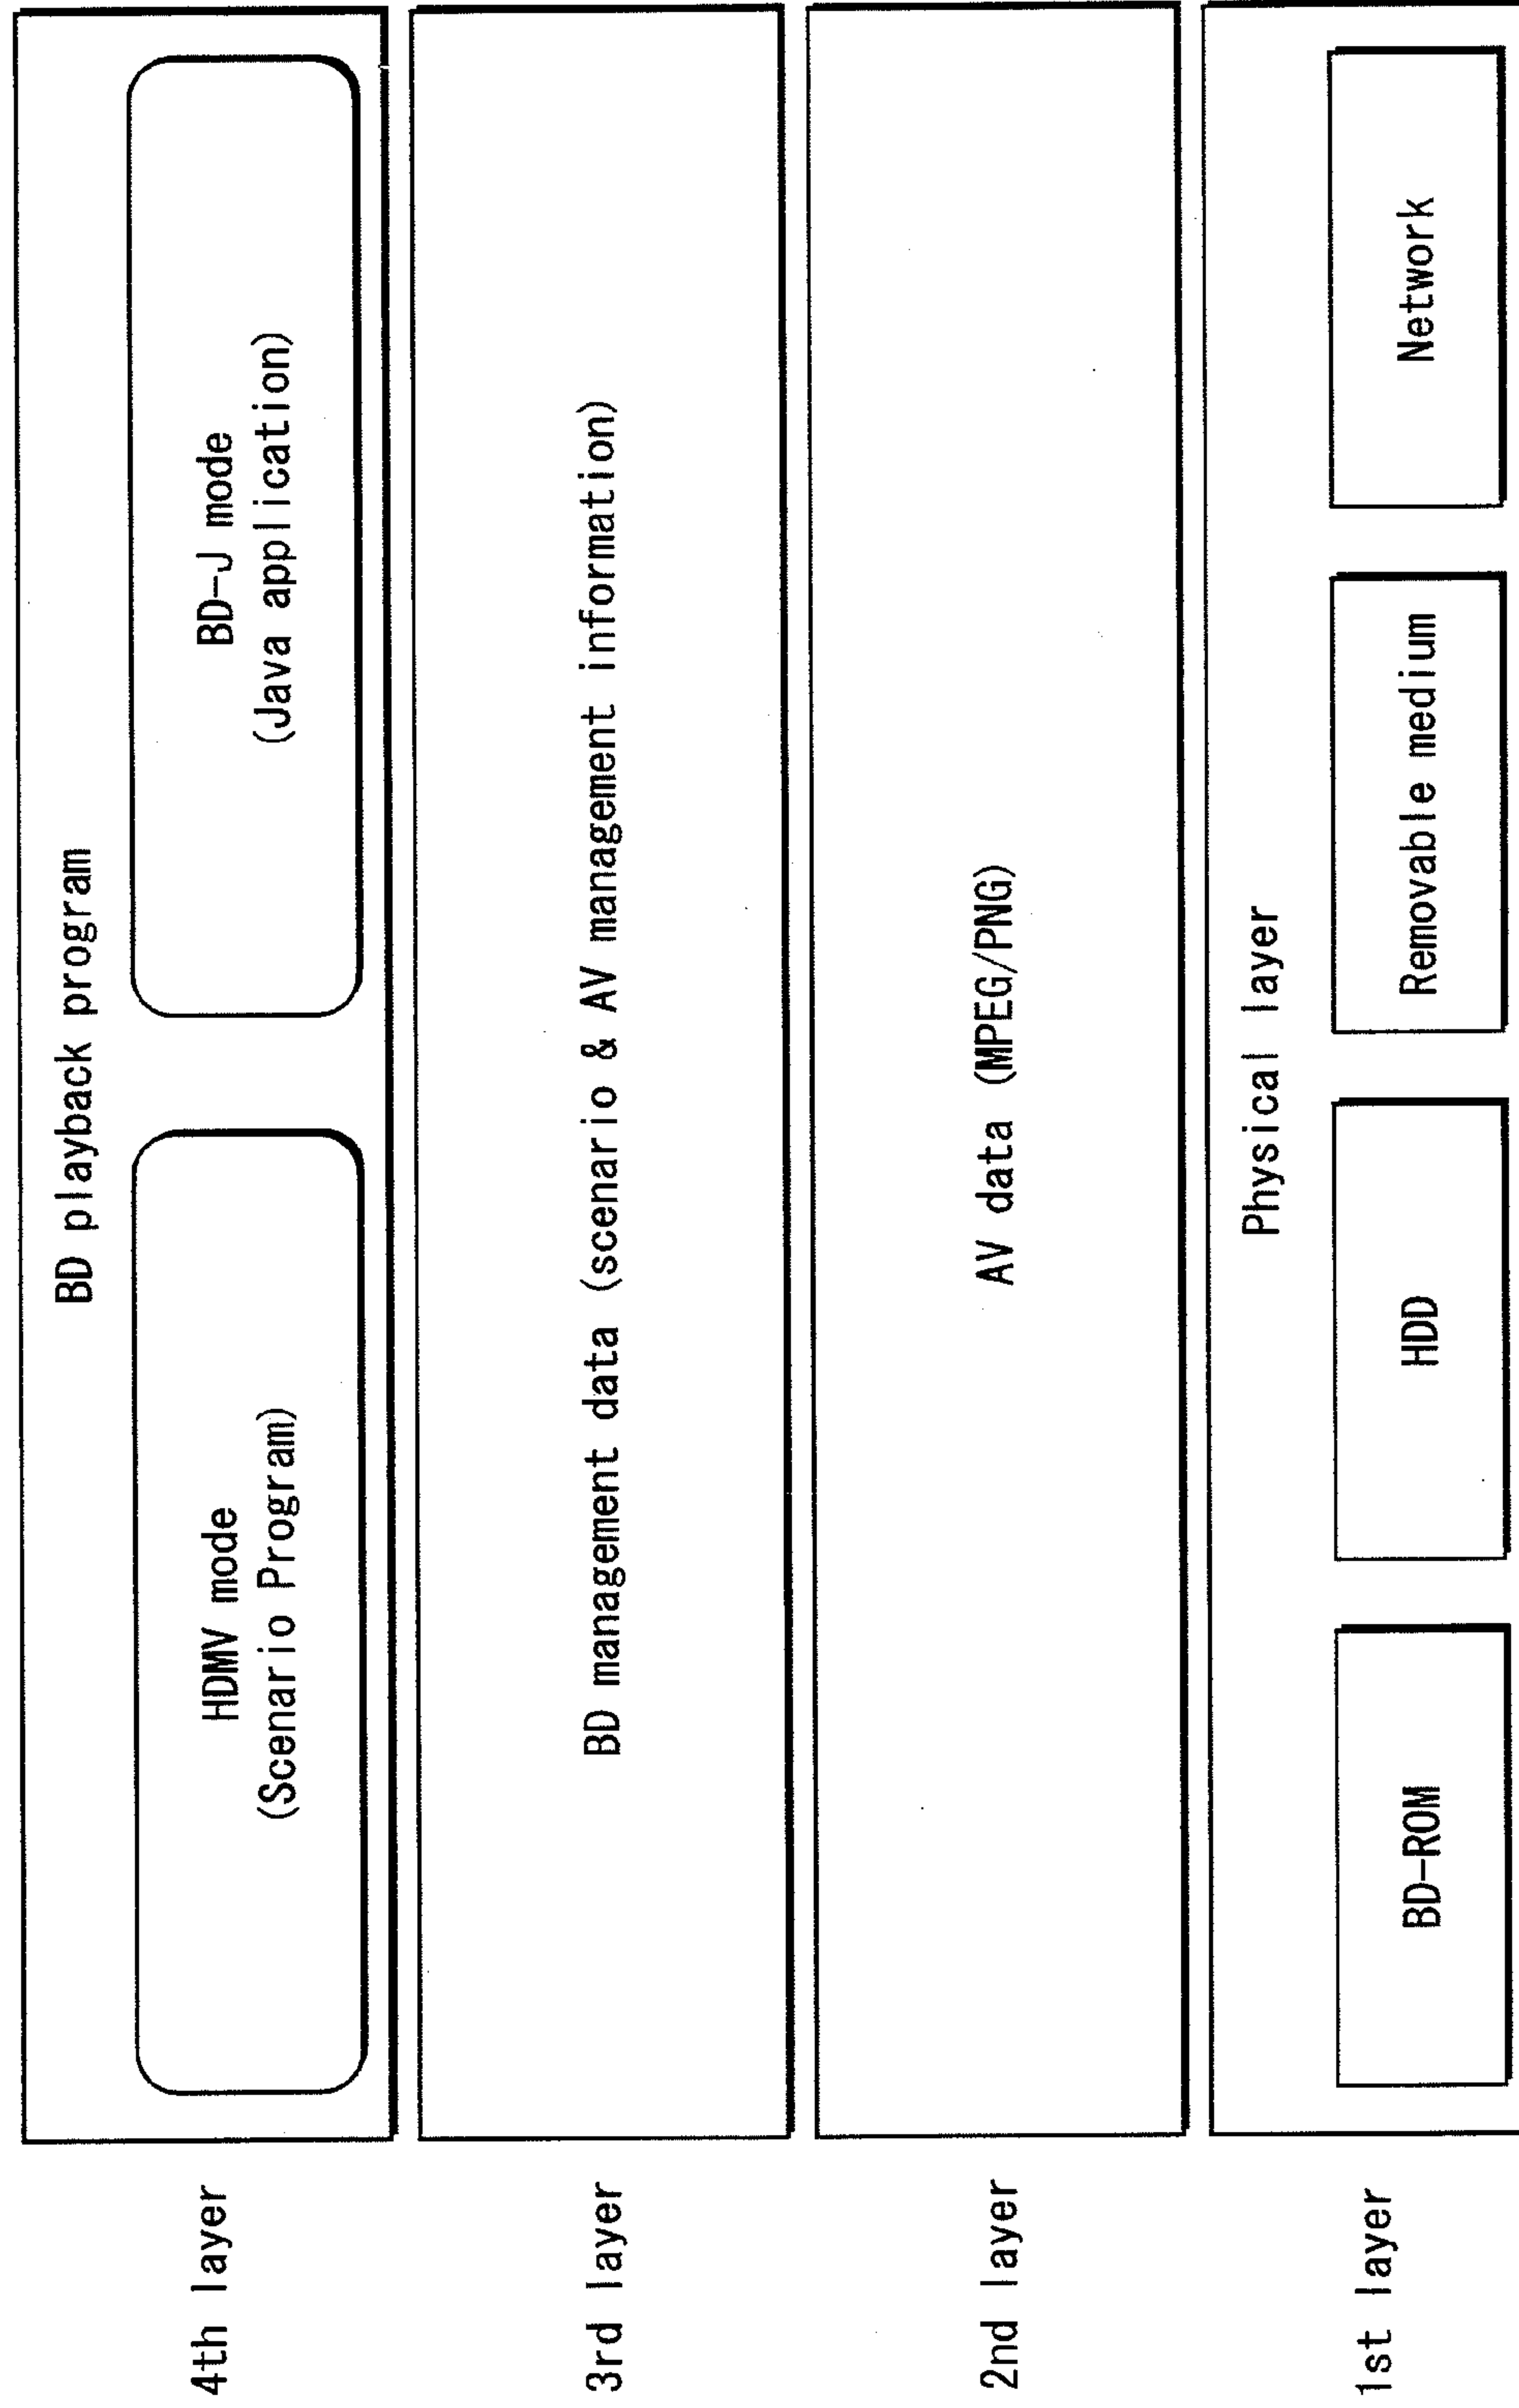 4th layer
BD playback program
HDMV mode
(Scenario Program)
BD-J mode
(Java application)
3rd layer
BD management data (scenario & AV management information)
2nd layer
AV data (MPEG/PNG)
1st layer
Physical layer
BD-ROM
HDD
Removable medium
Network